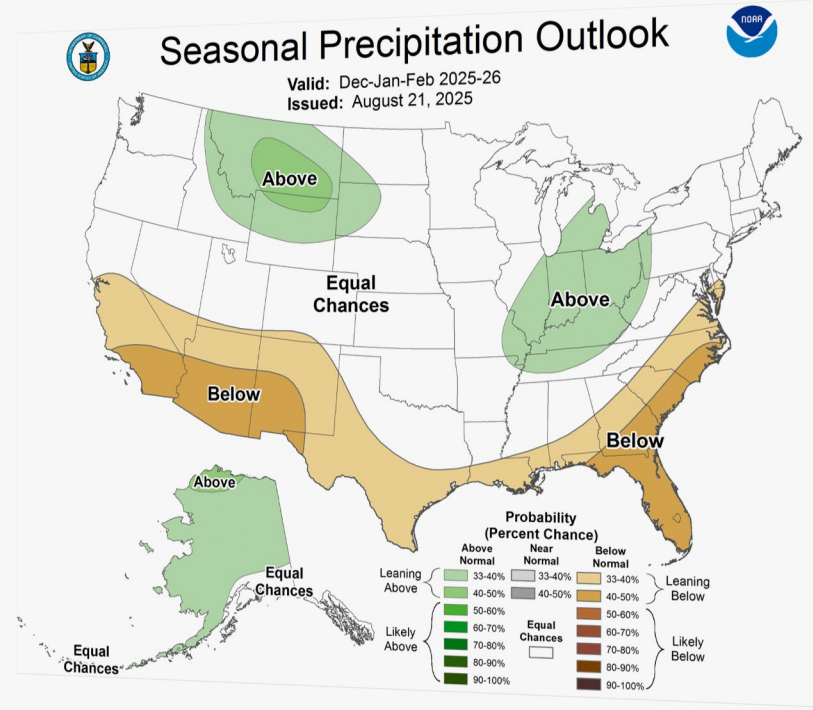 Seasonal Precipitation Outlook
NOAA
Valid: Dec-Jan-Feb 2025-26
Issued: August 21, 2025
Above
Equal
Chances
Above
Below
Below
Above
Equal
Chances
Equal
Chances
Probability
(Percent Chance)
Above
Normal
Near
Normal
Below
Normal
Leaning
Above
33-40%
33-40%
33-40%
Leaning
Below
40-50%
40-50%
40-50%
Likely
Above
50-60%
60-70%
70-80%
80-90%
90-100%
Equal
Chances
50-60%
60-70%
70-80%
80-90%
90-100%
Likely
Below